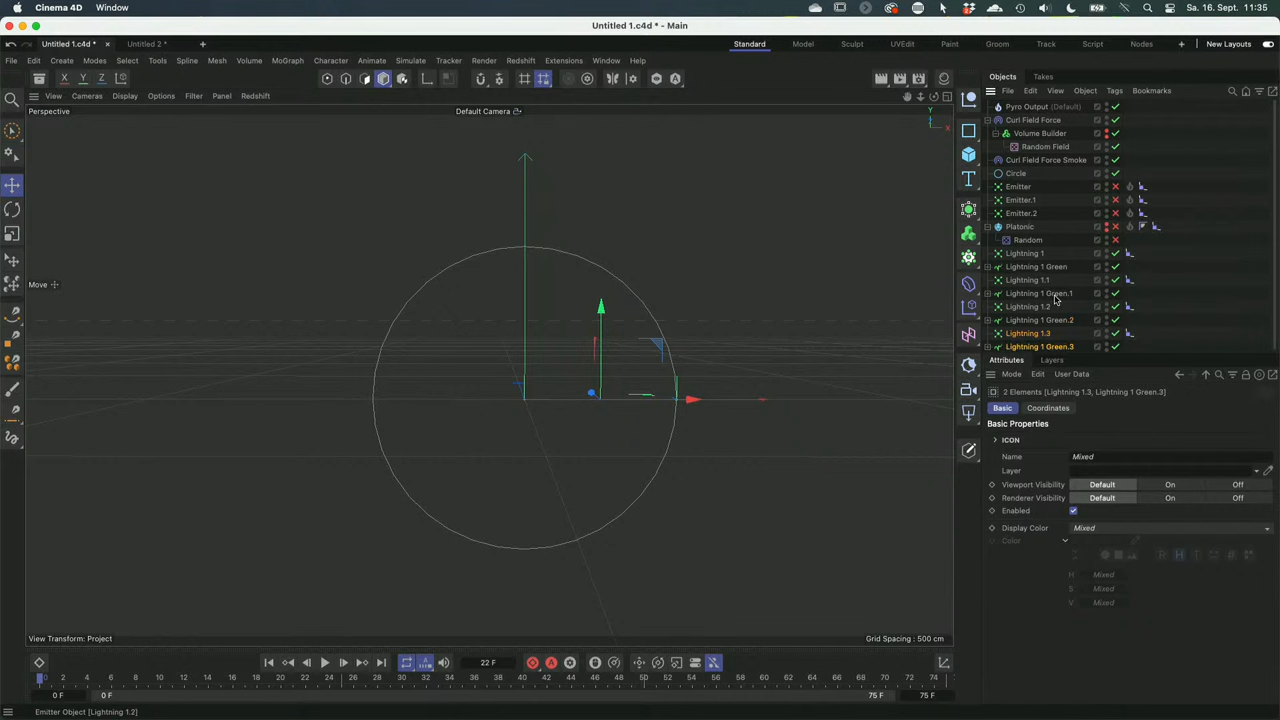 Cinema 4D Window
Sa. 16. Sept. 11:35
Untitled 1.c4d * - Main
Untitled 1.c4d * × Untitled 2 * +
Standard Model Sculpt UVEdit Paint Groom Track Script Nodes + New Layouts
File Edit Create Modes Select Tools Spline Mesh Volume MoGraph Character Animate Simulate Tracker Render Redshift Extensions Window Help
X Y Z
View Cameras Display Options Filter Panel Redshift
Perspective
Default Camera
Y
X
Move
View Transform: Project
Grid Spacing : 500 cm
Objects Takes
File Edit View Object Tags Bookmarks
Pyro Output (Default)
Curl Field Force
Volume Builder
Random Field
Curl Field Force Smoke
Circle
Emitter
Emitter.1
Emitter.2
Platonic
Random
Lightning 1
Lightning 1 Green
Lightning 1.1
Lightning 1 Green.1
Lightning 1.2
Lightning 1 Green.2
Lightning 1.3
Lightning 1 Green.3
Attributes Layers
Mode Edit User Data
2 Elements [Lightning 1.3, Lightning 1 Green.3]
Basic Coordinates
Basic Properties
ICON
Name Mixed
Layer
Viewport Visibility Default On Off
Renderer Visibility Default On Off
Enabled
Display Color Mixed
Color
R H T
H Mixed
S Mixed
V Mixed
22 F
0 2 4 6 8 10 12 14 16 18 20 22 24 26 28 30 32 34 36 38 40 42 44 46 48 50 52 54 56 58 60 62 64 66 68 70 72 74
0 F 0 F 75 F 75 F
Emitter Object [Lightning 1.2]